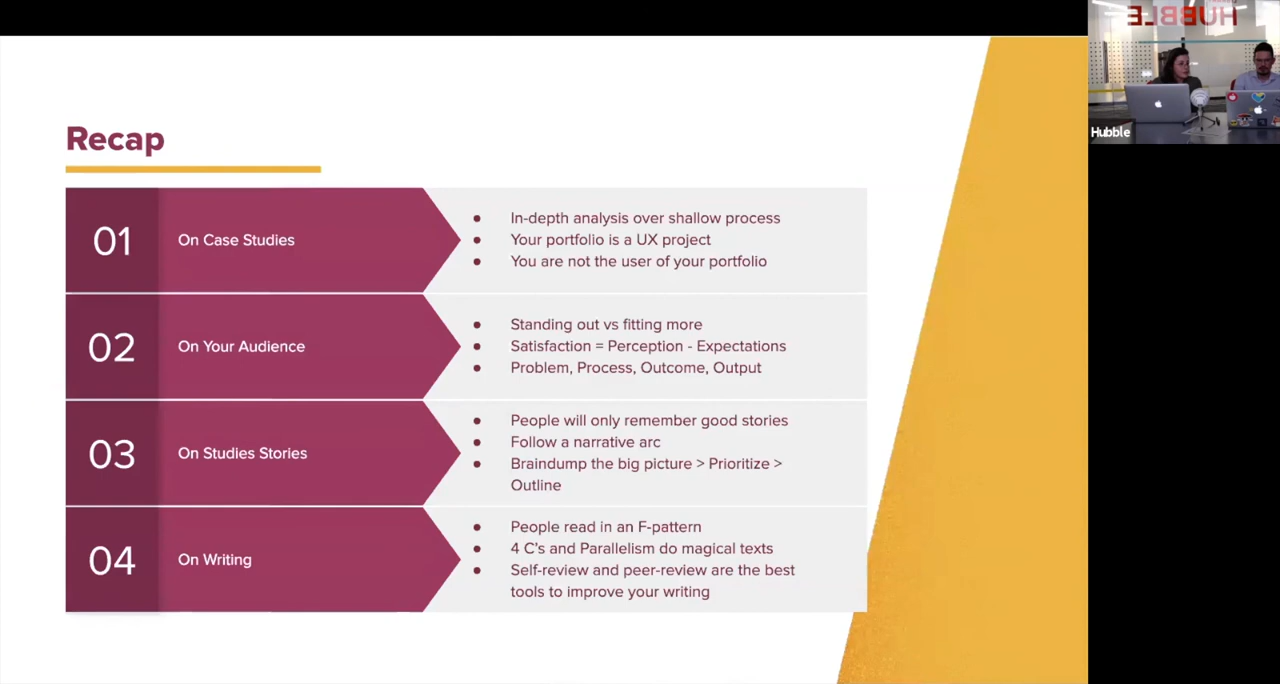 HUBBLE
Hubble
Recap
01
On Case Studies
● In-depth analysis over shallow process
● Your portfolio is a UX project
● You are not the user of your portfolio
02
On Your Audience
● Standing out vs fitting more
● Satisfaction = Perception - Expectations
● Problem, Process, Outcome, Output
03
On Studies Stories
● People will only remember good stories
● Follow a narrative arc
● Braindump the big picture > Prioritize >
Outline
04
On Writing
● People read in an F-pattern
● 4 C's and Parallelism do magical texts
● Self-review and peer-review are the best
tools to improve your writing